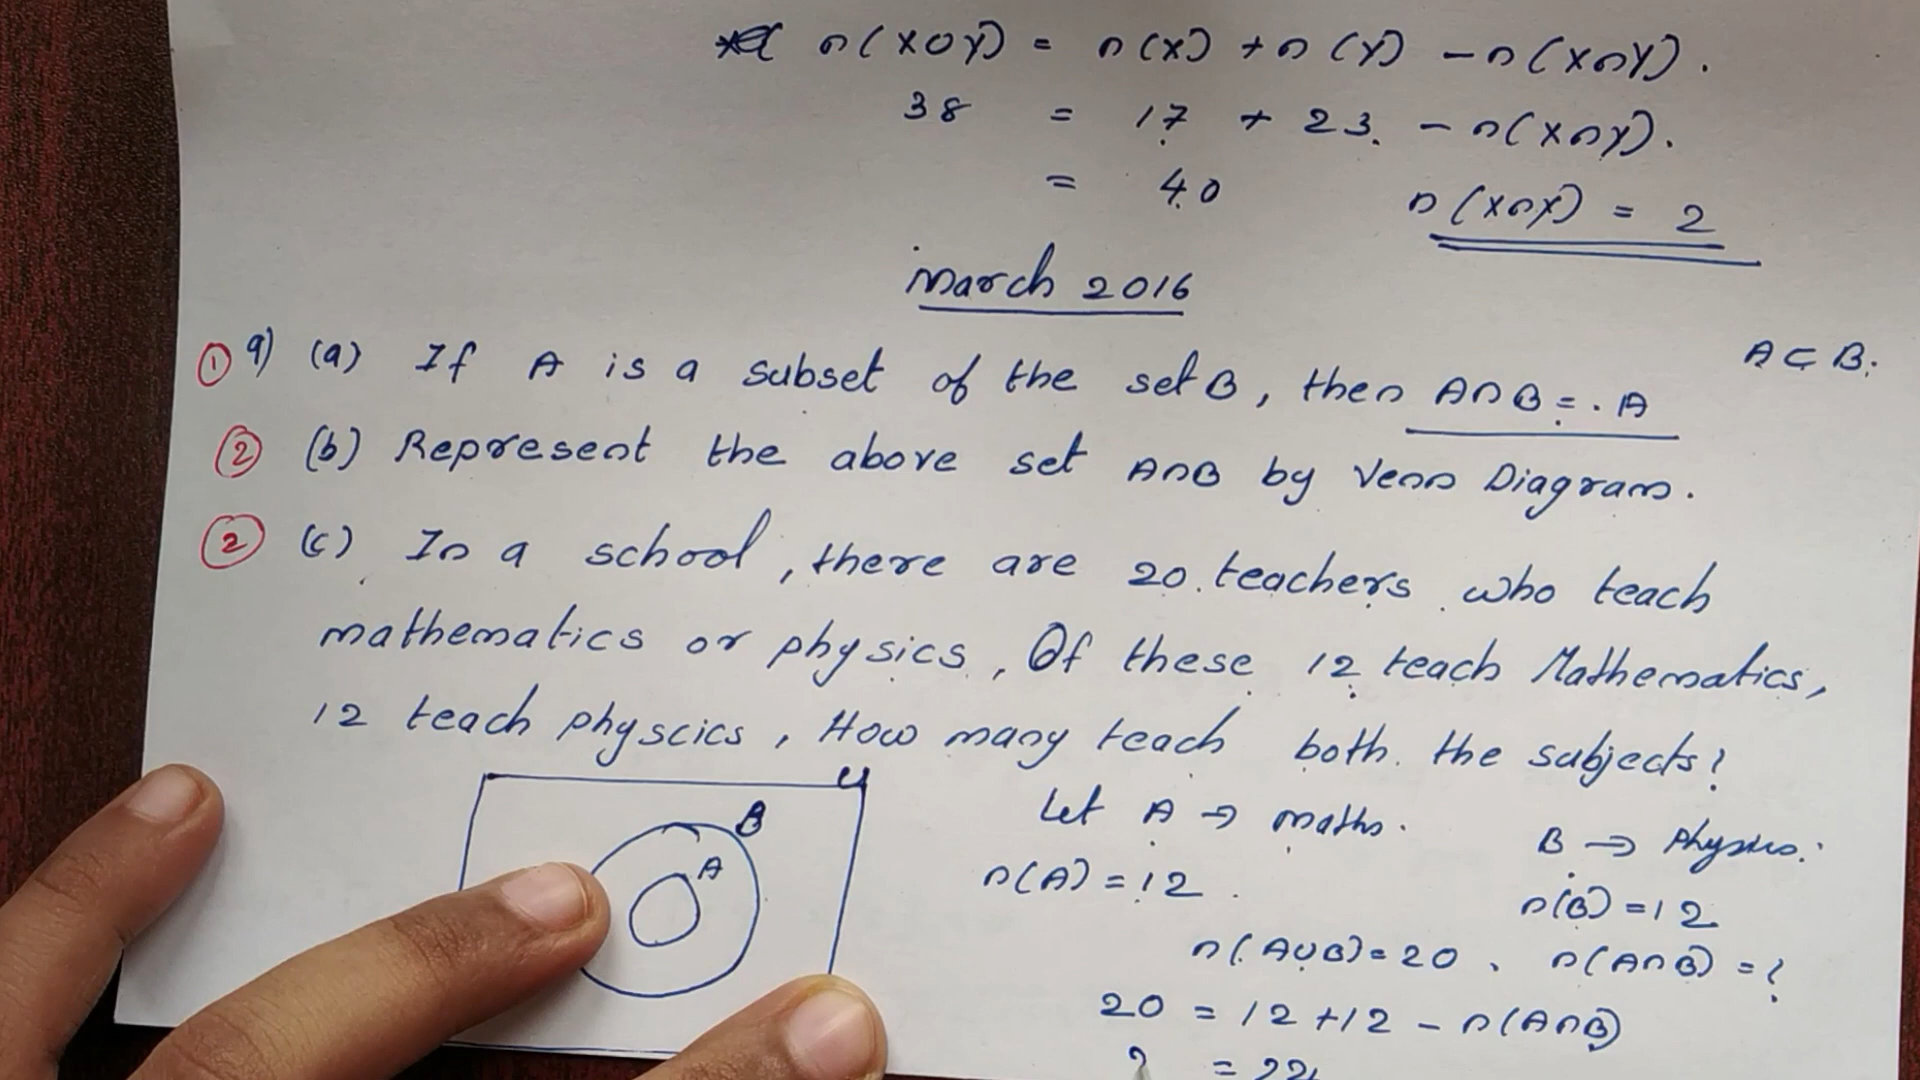 n(X∪Y) = n(X) + n(Y) - n(X∩Y).
38 = 17 + 23. - n(X∩Y).
= 40 n(X∩Y) = 2
March 2016
① 9) (a) If A is a subset of the set B, then A∩B = . A A⊂B.
② (b) Represent the above set A∩B by Venn Diagram.
② (c) In a school, there are 20 teachers who teach
mathematics or physics, Of these 12 teach Mathematics,
12 teach physcics, How many teach both the subjects?
U
B
A
Let A → maths. B → Physics.
n(A) = 12. n(B) = 12
n(A∪B) = 20, n(A∩B) = ?
20 = 12 + 12 - n(A∩B)